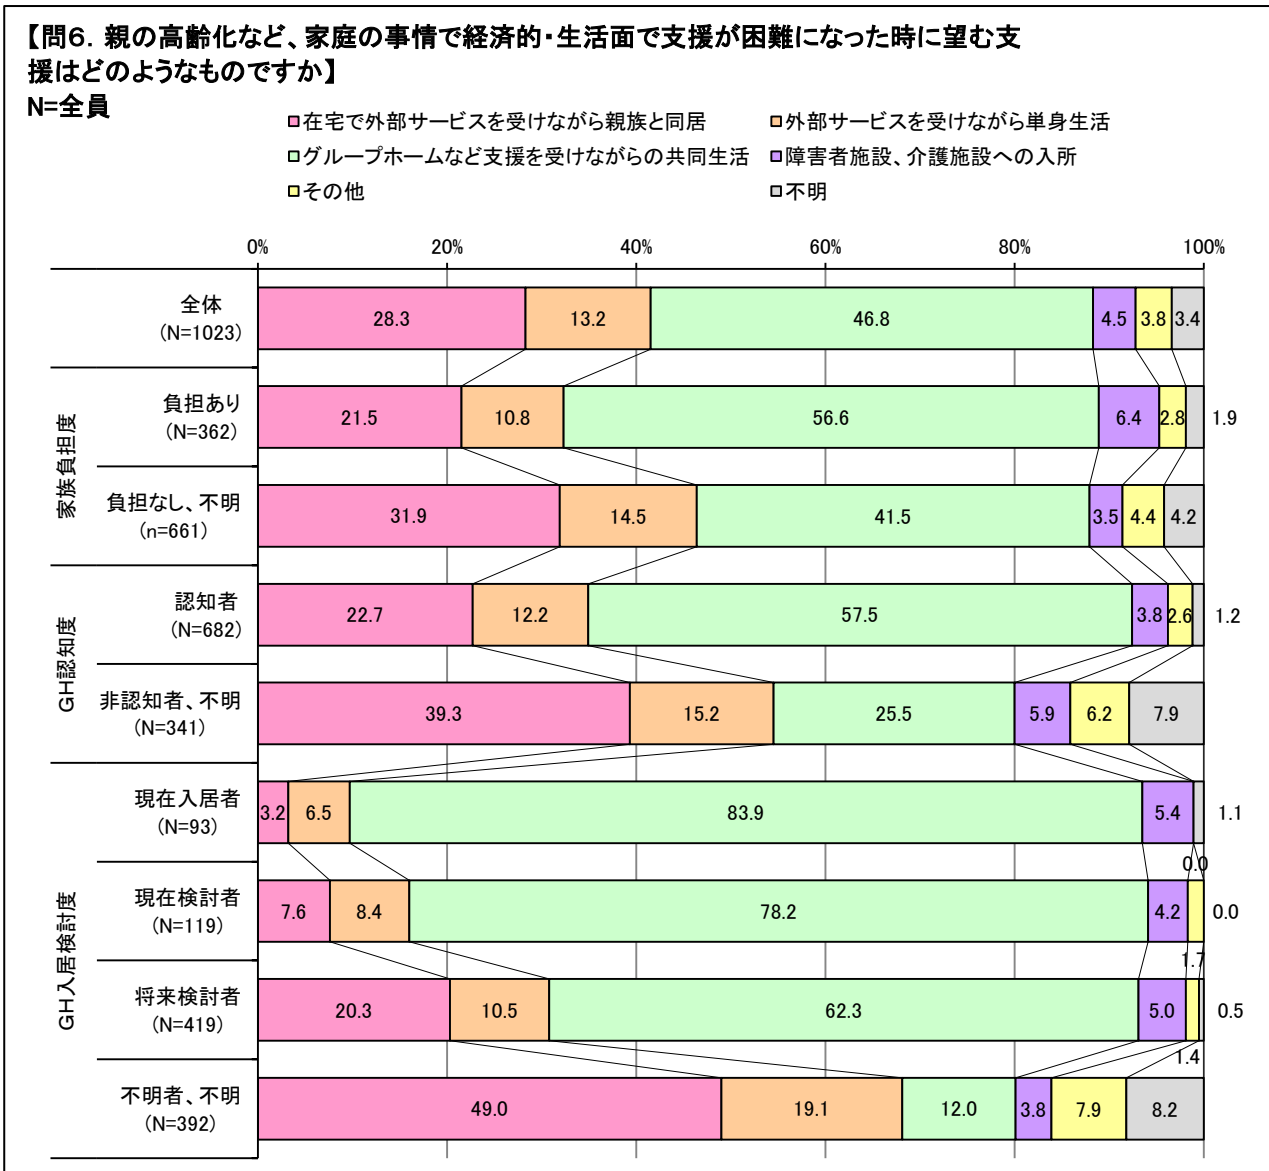 【問6．親の高齢化など、家庭の事情で経済的・生活面で支援が困難になった時に望む支
援はどのようなものですか】
N=全員
在宅で外部サービスを受けながら親族と同居
外部サービスを受けながら単身生活
グループホームなど支援を受けながらの共同生活
障害者施設、介護施設への入所
その他
不明
0% 20% 40% 60% 80% 100%
家族負担度
GH認知度
GH入居検討度
全体
(N=1023)
28.3 13.2 46.8 4.5 3.8 3.4
負担あり
(N=362)
21.5 10.8 56.6 6.4 2.8 1.9
負担なし、不明
(n=661)
31.9 14.5 41.5 3.5 4.4 4.2
認知者
(N=682)
22.7 12.2 57.5 3.8 2.6 1.2
非認知者、不明
(N=341)
39.3 15.2 25.5 5.9 6.2 7.9
現在入居者
(N=93)
3.2 6.5 83.9 5.4 1.1
0.0
現在検討者
(N=119)
7.6 8.4 78.2 4.2 0.0
1.7
将来検討者
(N=419)
20.3 10.5 62.3 5.0 0.5
1.4
不明者、不明
(N=392)
49.0 19.1 12.0 3.8 7.9 8.2